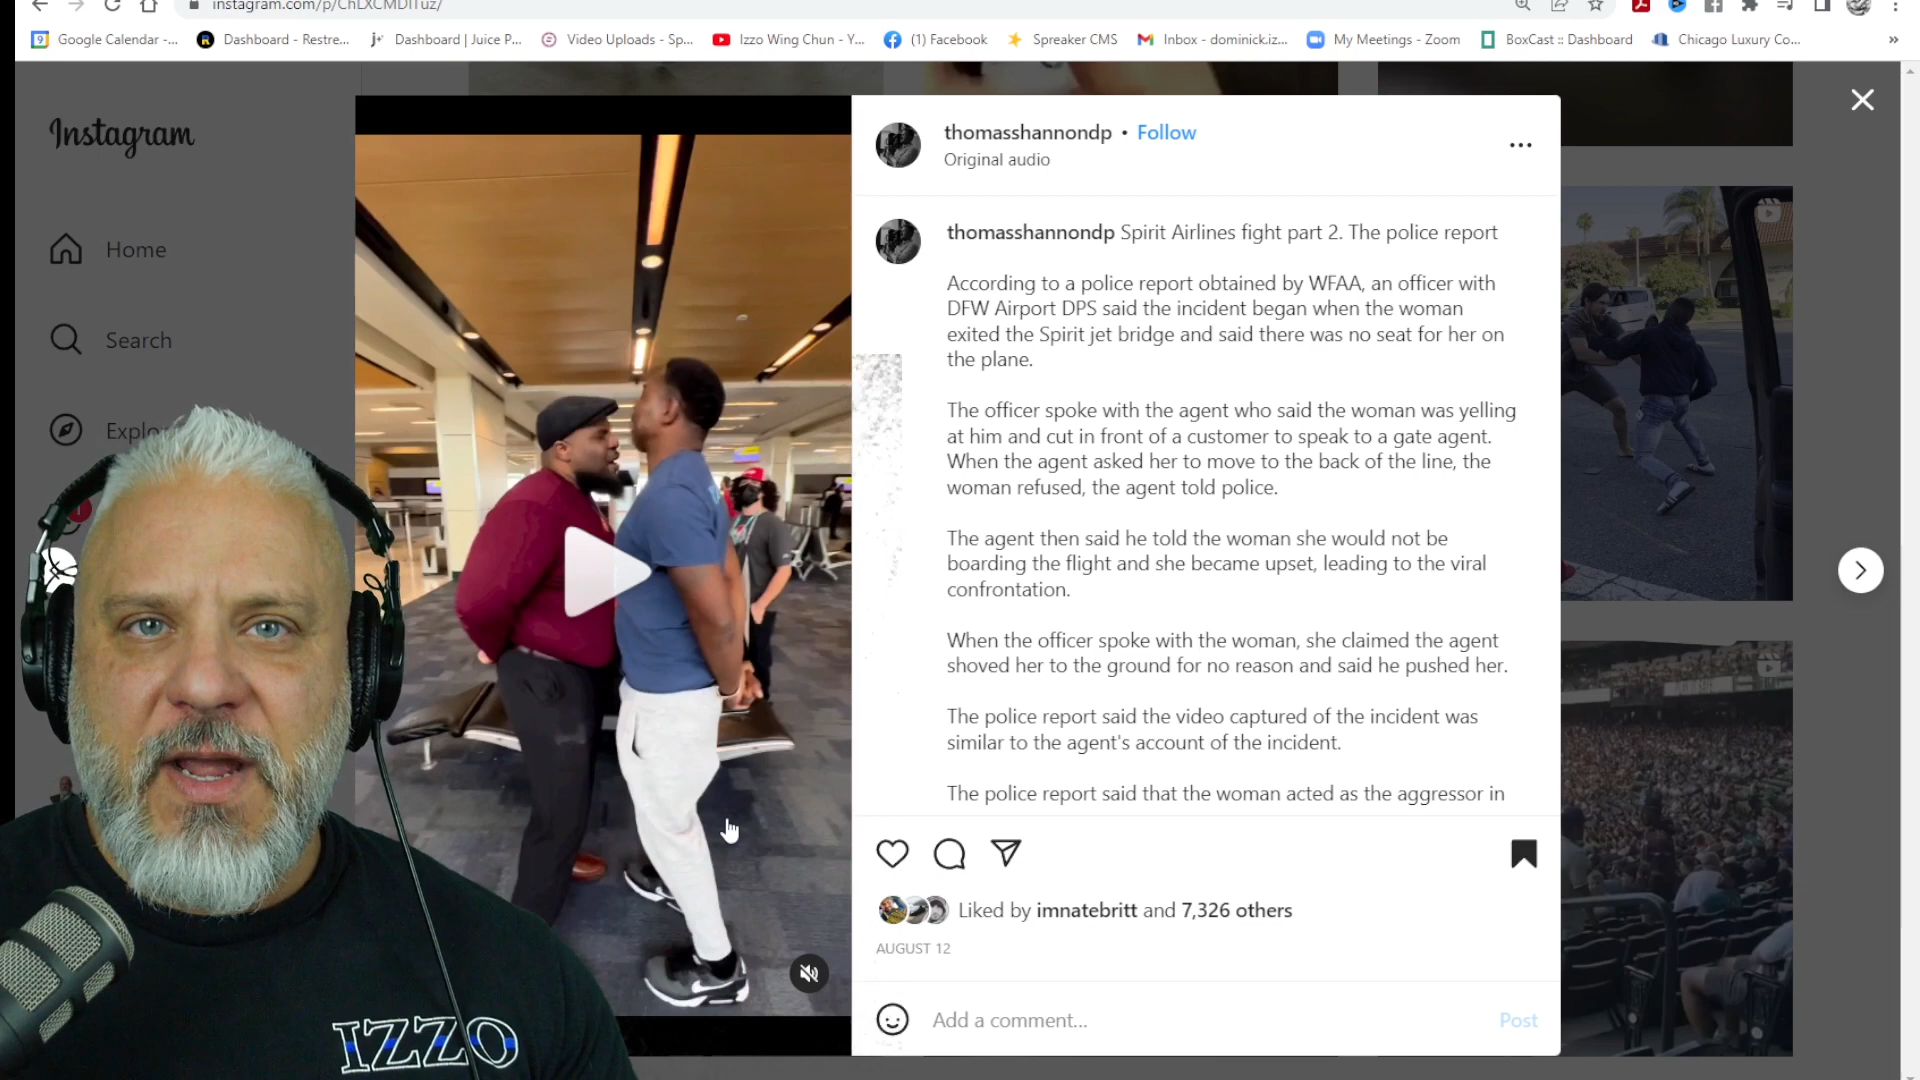 instagram.com/p/ChLXCMDlTuz/
Google Calendar -... Dashboard - Restre... Dashboard | Juice P... Video Uploads - Sp... Izzo Wing Chun - Y... (1) Facebook Spreaker CMS Inbox - dominick.iz... My Meetings - Zoom BoxCast :: Dashboard Chicago Luxury Co... »
Instagram
Home
Search
Explo
thomasshannondp • Follow
Original audio
thomasshannondp Spirit Airlines fight part 2. The police report
According to a police report obtained by WFAA, an officer with
DFW Airport DPS said the incident began when the woman
exited the Spirit jet bridge and said there was no seat for her on
the plane.
The officer spoke with the agent who said the woman was yelling
at him and cut in front of a customer to speak to a gate agent.
When the agent asked her to move to the back of the line, the
woman refused, the agent told police.
The agent then said he told the woman she would not be
boarding the flight and she became upset, leading to the viral
confrontation.
When the officer spoke with the woman, she claimed the agent
shoved her to the ground for no reason and said he pushed her.
The police report said the video captured of the incident was
similar to the agent's account of the incident.
The police report said that the woman acted as the aggressor in
Liked by imnatebritt and 7,326 others
AUGUST 12
Add a comment...
Post
IZZO